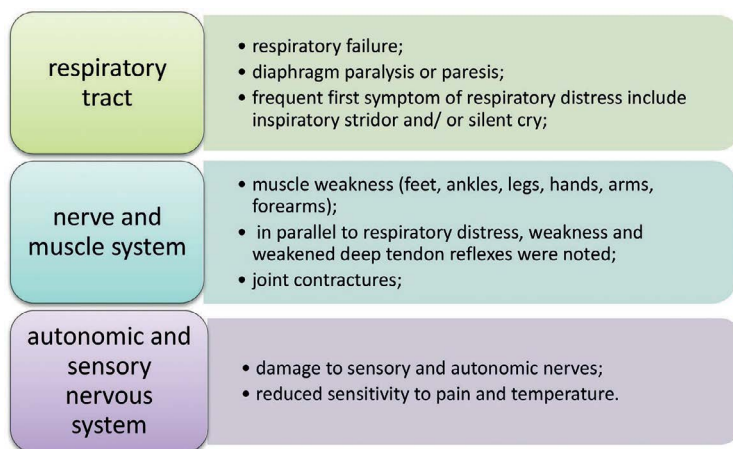 respiratory
tract
• respiratory failure;
• diaphragm paralysis or paresis;
• frequent first symptom of respiratory distress include
inspiratory stridor and/ or silent cry;
nerve and
muscle system
• muscle weakness (feet, ankles, legs, hands, arms,
forearms);
• in parallel to respiratory distress, weakness and
weakened deep tendon reflexes were noted;
• joint contractures;
autonomic and
sensory
nervous
system
• damage to sensory and autonomic nerves;
• reduced sensitivity to pain and temperature.